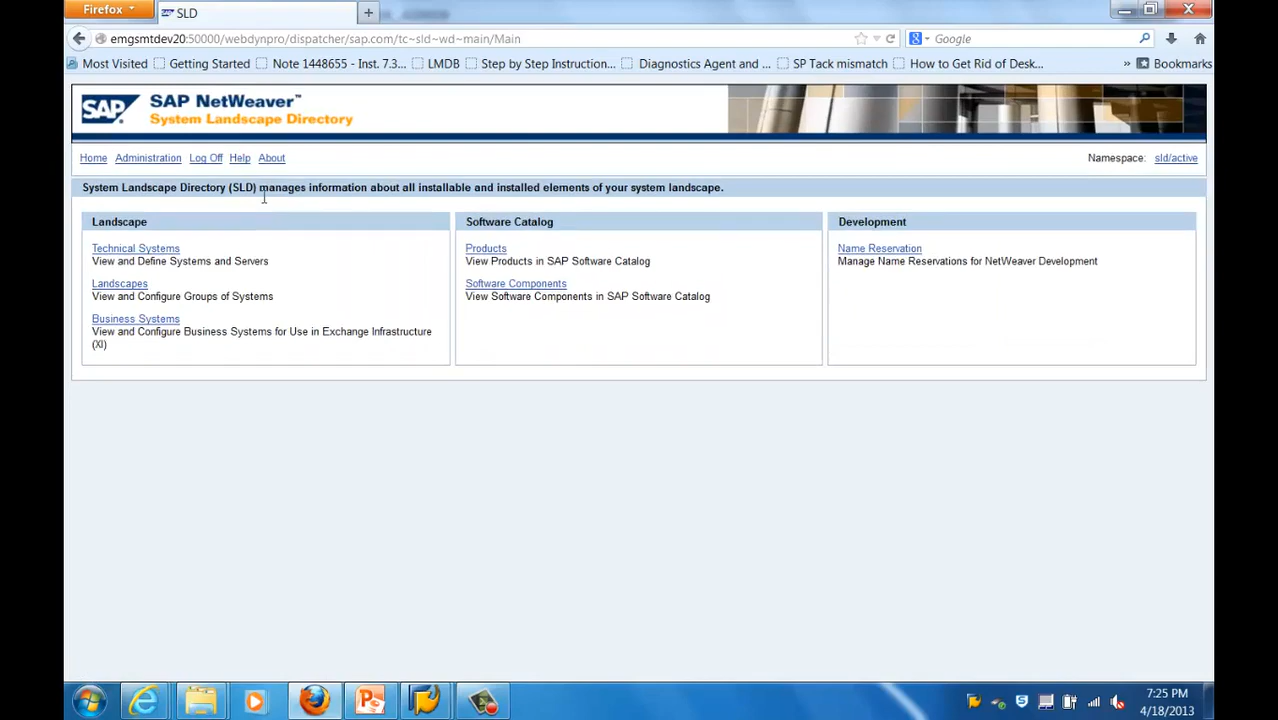 Firefox
SLD
emgsmtdev20:50000/webdynpro/dispatcher/sap.com/tc~sld~wd~main/Main
Google
Most Visited
Getting Started
Note 1448655 - Inst. 7.3...
LMDB
Step by Step Instruction...
Diagnostics Agent and ...
SP Tack mismatch
How to Get Rid of Desk...
»
Bookmarks
SAP
SAP NetWeaver™
System Landscape Directory
Home Administration Log Off Help About
Namespace: sld/active
System Landscape Directory (SLD) manages information about all installable and installed elements of your system landscape.
Landscape
Technical Systems
View and Define Systems and Servers
Landscapes
View and Configure Groups of Systems
Business Systems
View and Configure Business Systems for Use in Exchange Infrastructure
(XI)
Software Catalog
Products
View Products in SAP Software Catalog
Software Components
View Software Components in SAP Software Catalog
Development
Name Reservation
Manage Name Reservations for NetWeaver Development
7:25 PM
4/18/2013